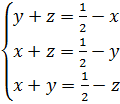 y + z = 1/2 − x
x + z = 1/2 − y
x + y = 1/2 − z